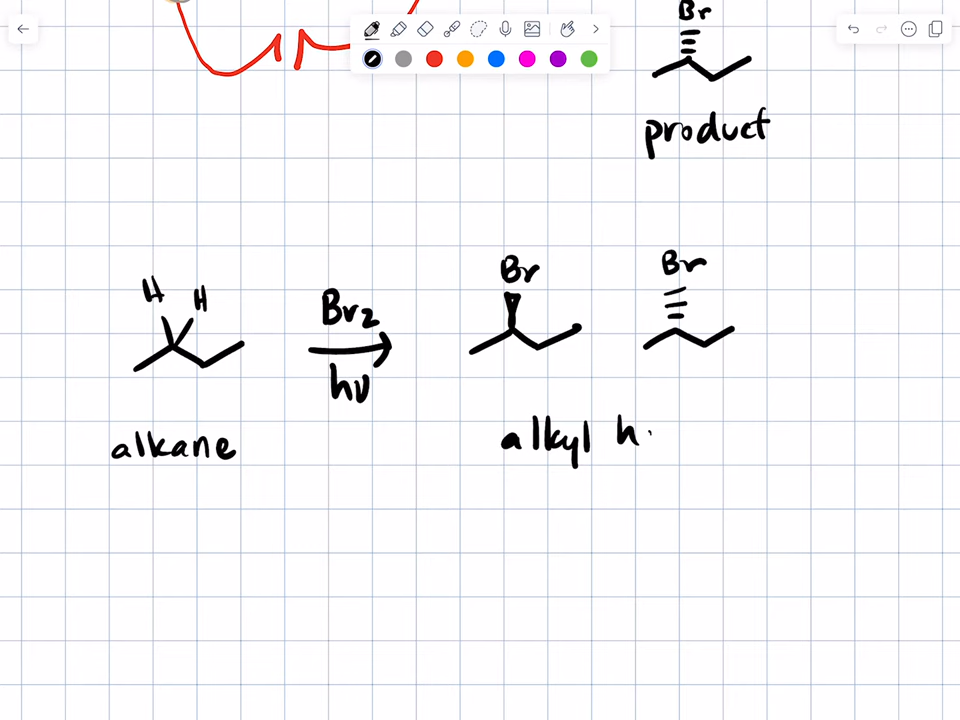 Br
product
H H
Br2
hν
Br
Br
alkane
alkyl h